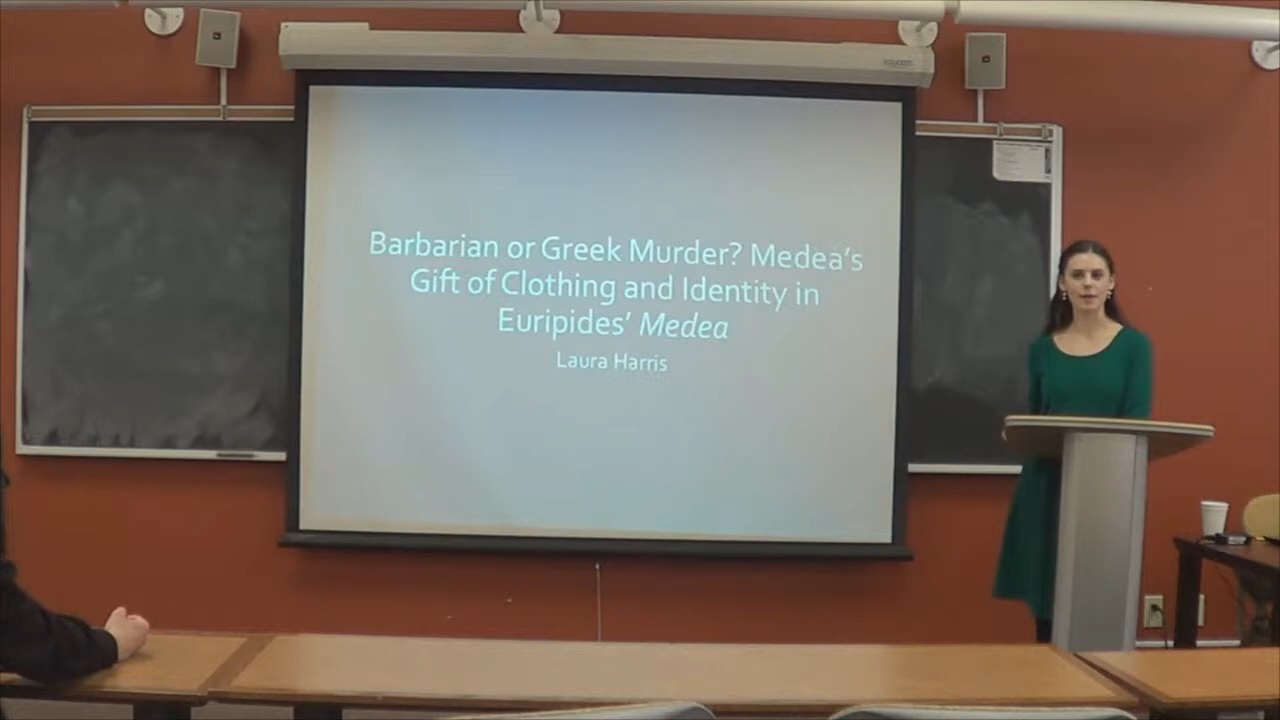 Barbarian or Greek Murder? Medea's
Gift of Clothing and Identity in
Euripides' Medea
Laura Harris